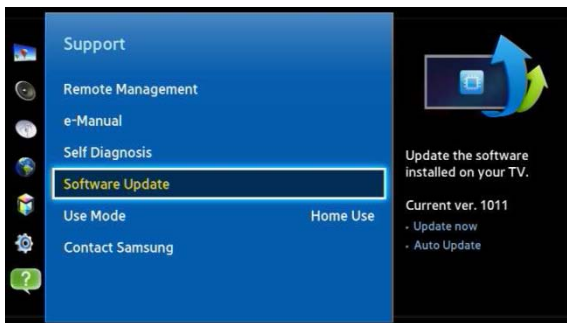 Support
Remote Management
e-Manual
Self Diagnosis
Software Update
Use Mode Home Use
Contact Samsung
Update the software
installed on your TV.
Current ver. 1011
- Update now
- Auto Update
?